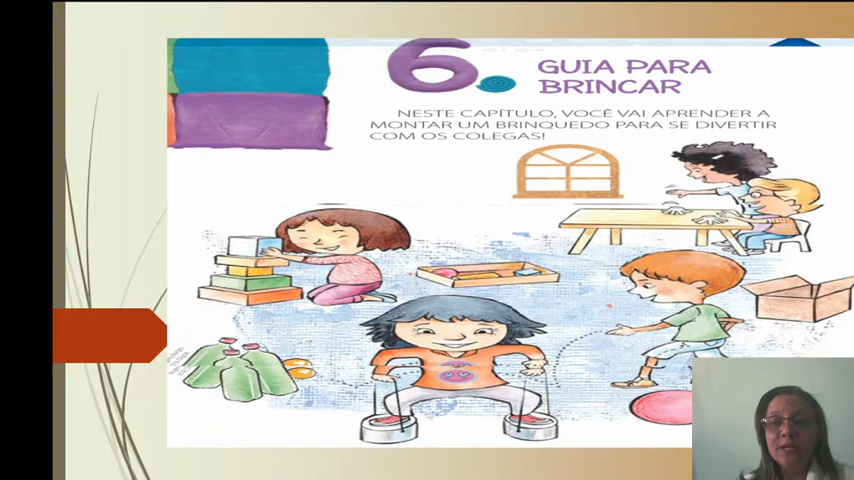 6.
GUIA PARA
BRINCAR
NESTE CAPÍTULO, VOCÊ VAI APRENDER A
MONTAR UM BRINQUEDO PARA SE DIVERTIR
COM OS COLEGAS!